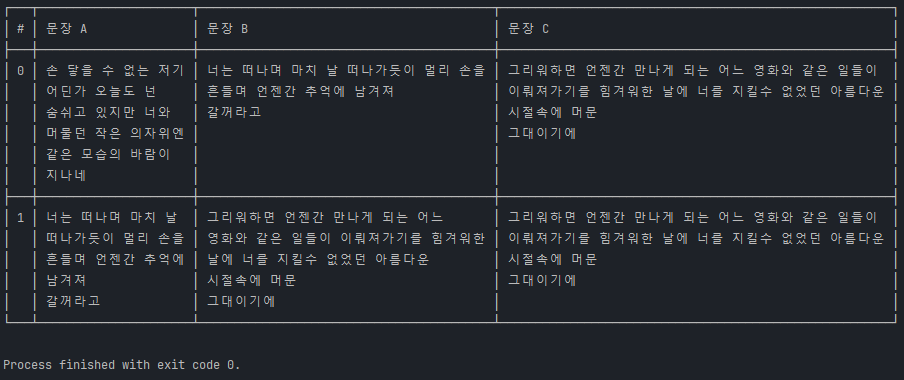 # 문장 A 문장 B 문장 C
0 손 닿을 수 없는 저기 너는 떠나며 마치 날 떠나가듯이 멀리 손을 그리워하면 언젠간 만나게 되는 어느 영화와 같은 일들이
어딘가 오늘도 넌 흔들며 언젠간 추억에 남겨져 이뤄져가기를 힘겨워한 날에 너를 지킬수 없었던 아름다운
숨쉬고 있지만 너와 갈꺼라고 시절속에 머문
머물던 작은 의자위엔 그대이기에
같은 모습의 바람이
지나네
1 너는 떠나며 마치 날 그리워하면 언젠간 만나게 되는 어느 그리워하면 언젠간 만나게 되는 어느 영화와 같은 일들이
떠나가듯이 멀리 손을 영화와 같은 일들이 이뤄져가기를 힘겨워한 이뤄져가기를 힘겨워한 날에 너를 지킬수 없었던 아름다운
흔들며 언젠간 추억에 날에 너를 지킬수 없었던 아름다운 시절속에 머문
남겨져 시절속에 머문 그대이기에
갈꺼라고 그대이기에
Process finished with exit code 0.